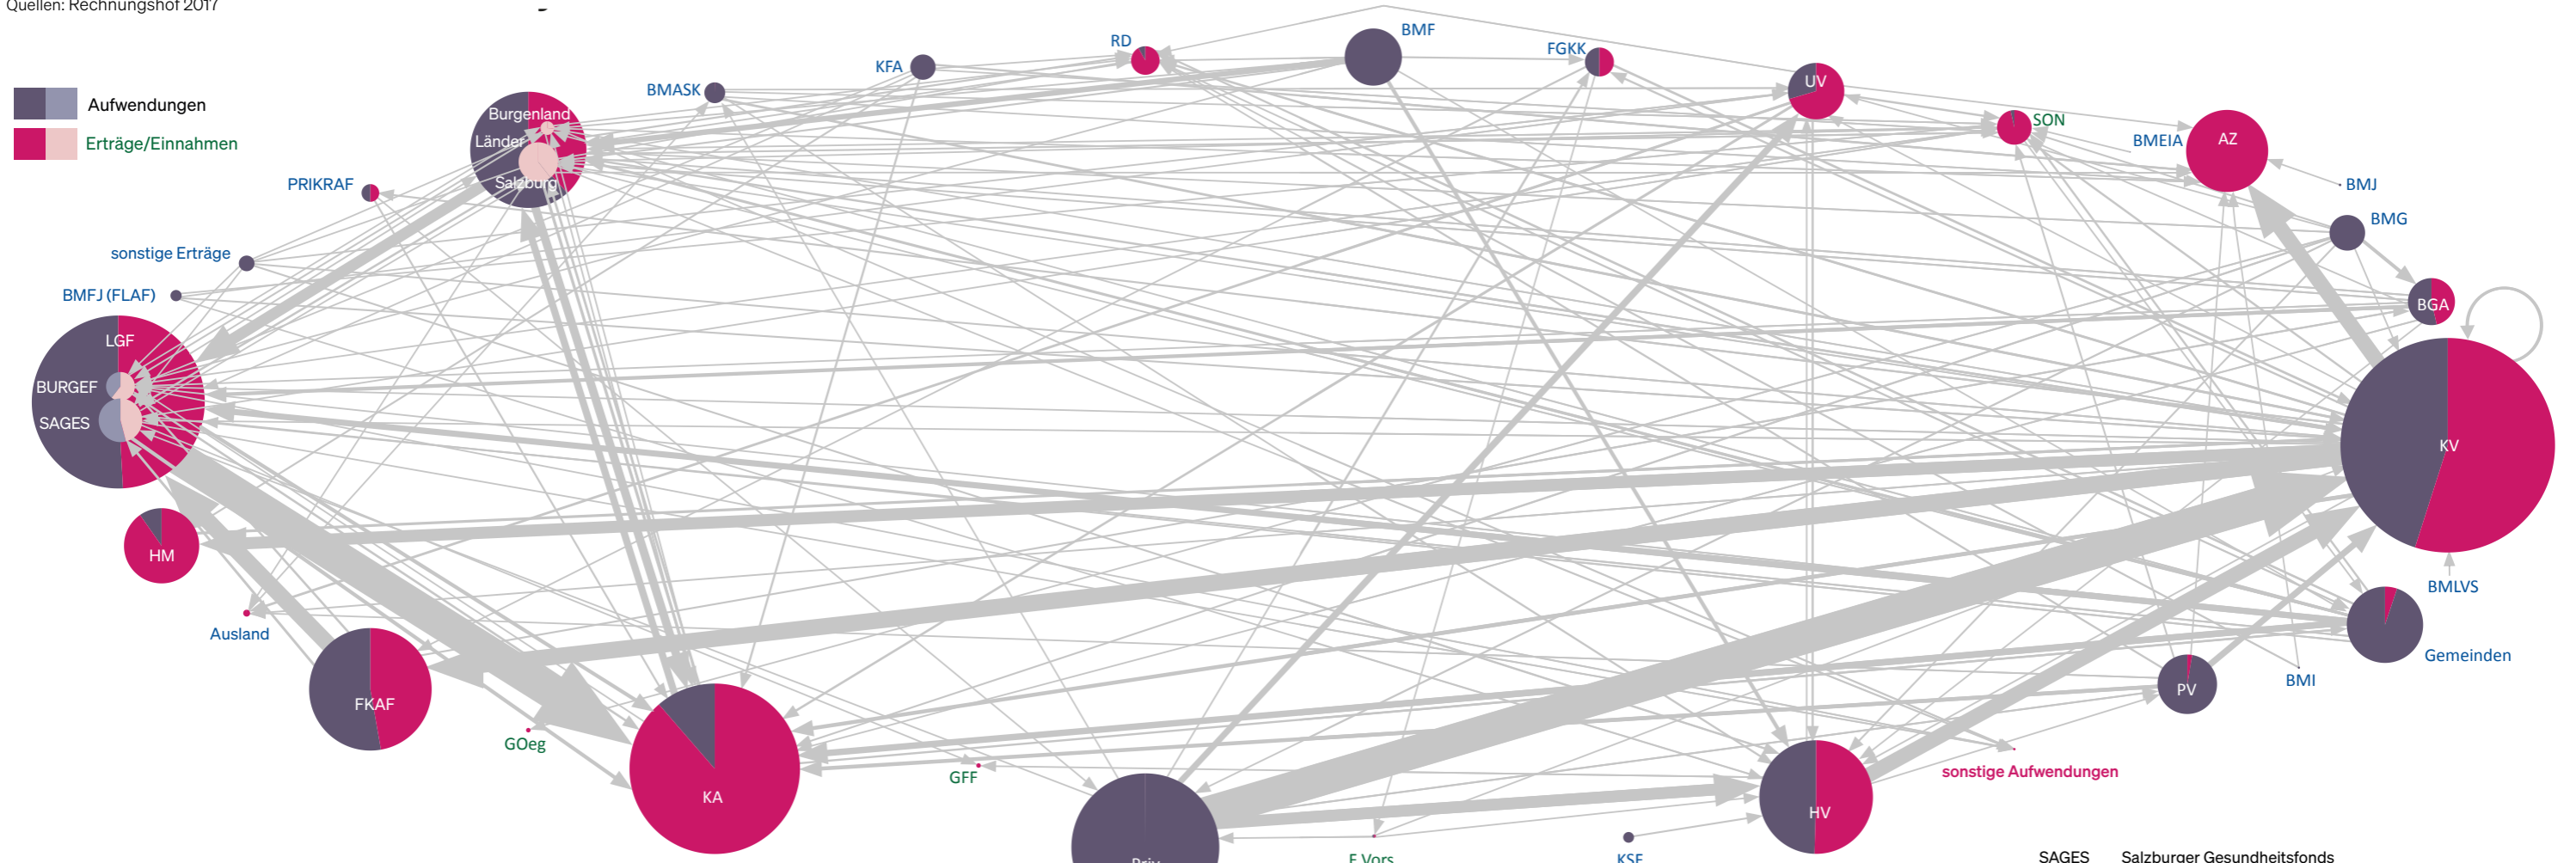 Quellen: Rechnungshof 2017
Aufwendungen
Erträge/Einnahmen
RD
BMF
FGKK
KFA
BMASK
UV
Burgenland
Länder
Salzburg
SON
BMEIA
AZ
PRIKRAF
BMJ
BMG
sonstige Erträge
BMFJ (FLAF)
BGA
LGF
BURGEF
SAGES
KV
HM
BMLVS
Ausland
Gemeinden
BMI
PV
FKAF
GOeg
sonstige Aufwendungen
GFF
KA
HV
SAGES Salzburger Gesundheitsfonds